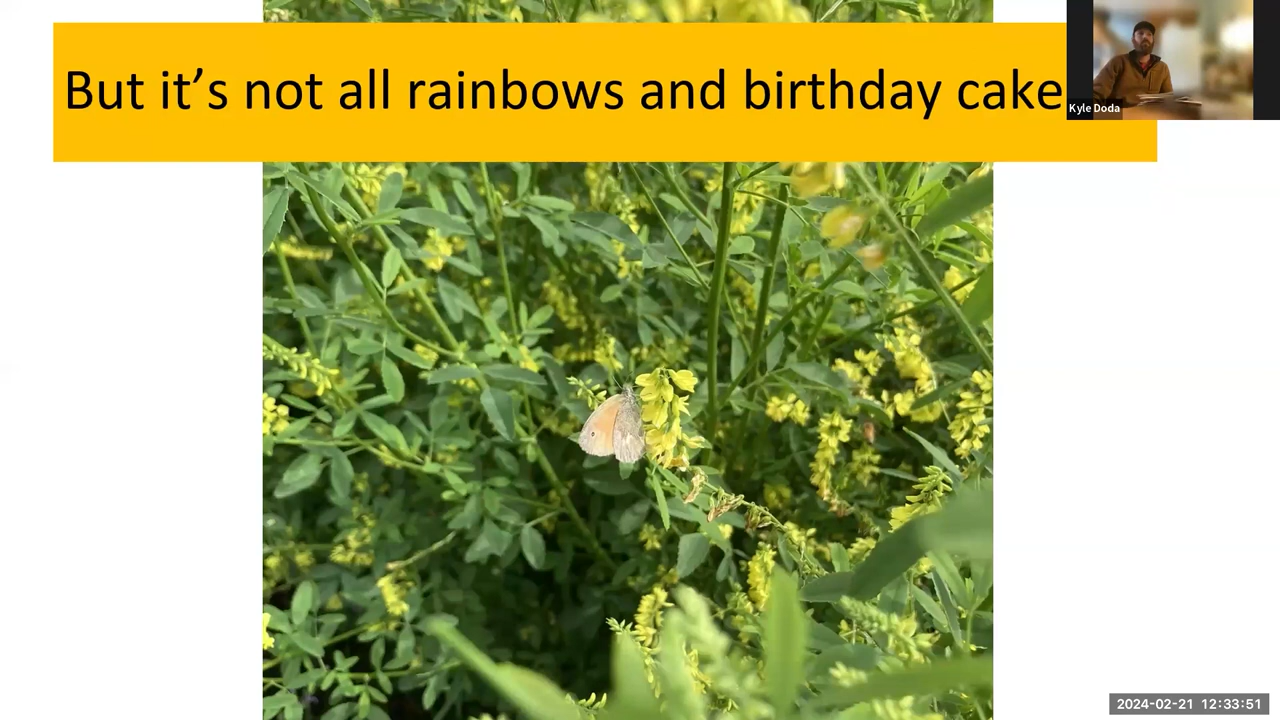 But it's not all rainbows and birthday cake
Kyle Doda
2024-02-21 12:33:51